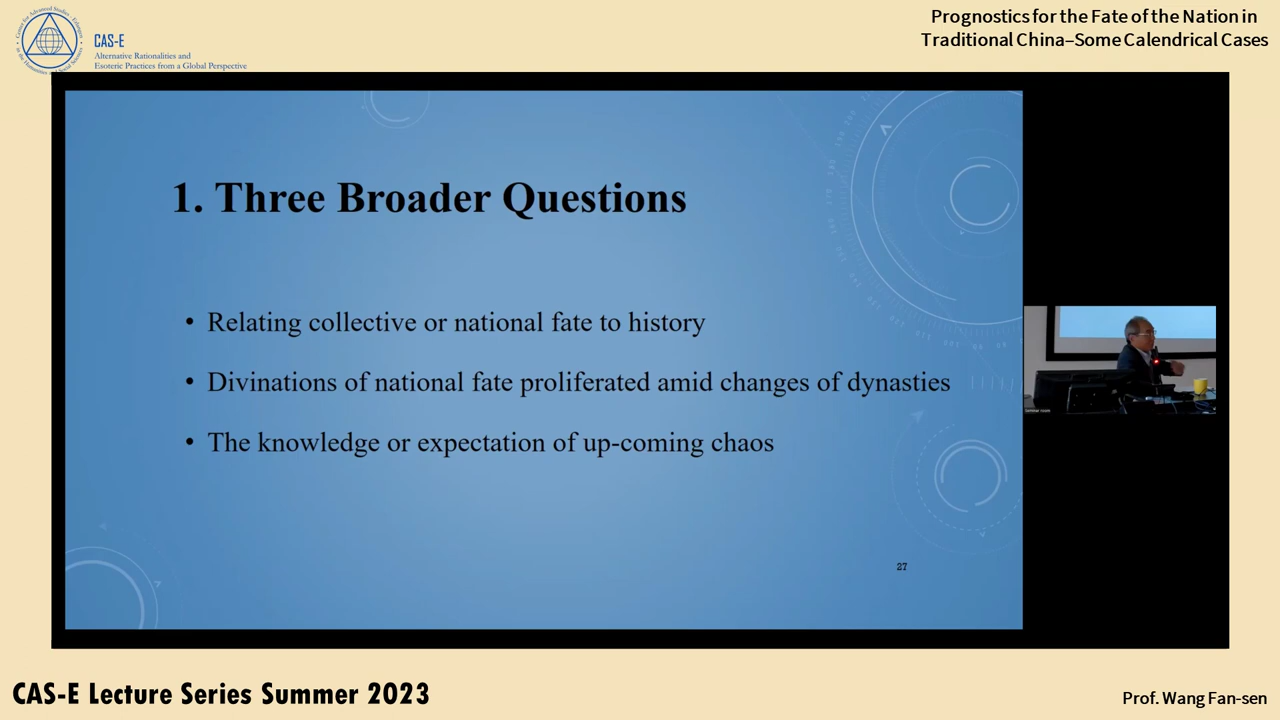 CAS-E
Alternative Rationalities and
Esoteric Practices from a Global Perspective
Prognostics for the Fate of the Nation in
Traditional China–Some Calendrical Cases
1. Three Broader Questions
• Relating collective or national fate to history
• Divinations of national fate proliferated amid changes of dynasties
• The knowledge or expectation of up-coming chaos
27
Seminar room
CAS-E Lecture Series Summer 2023
Prof. Wang Fan-sen